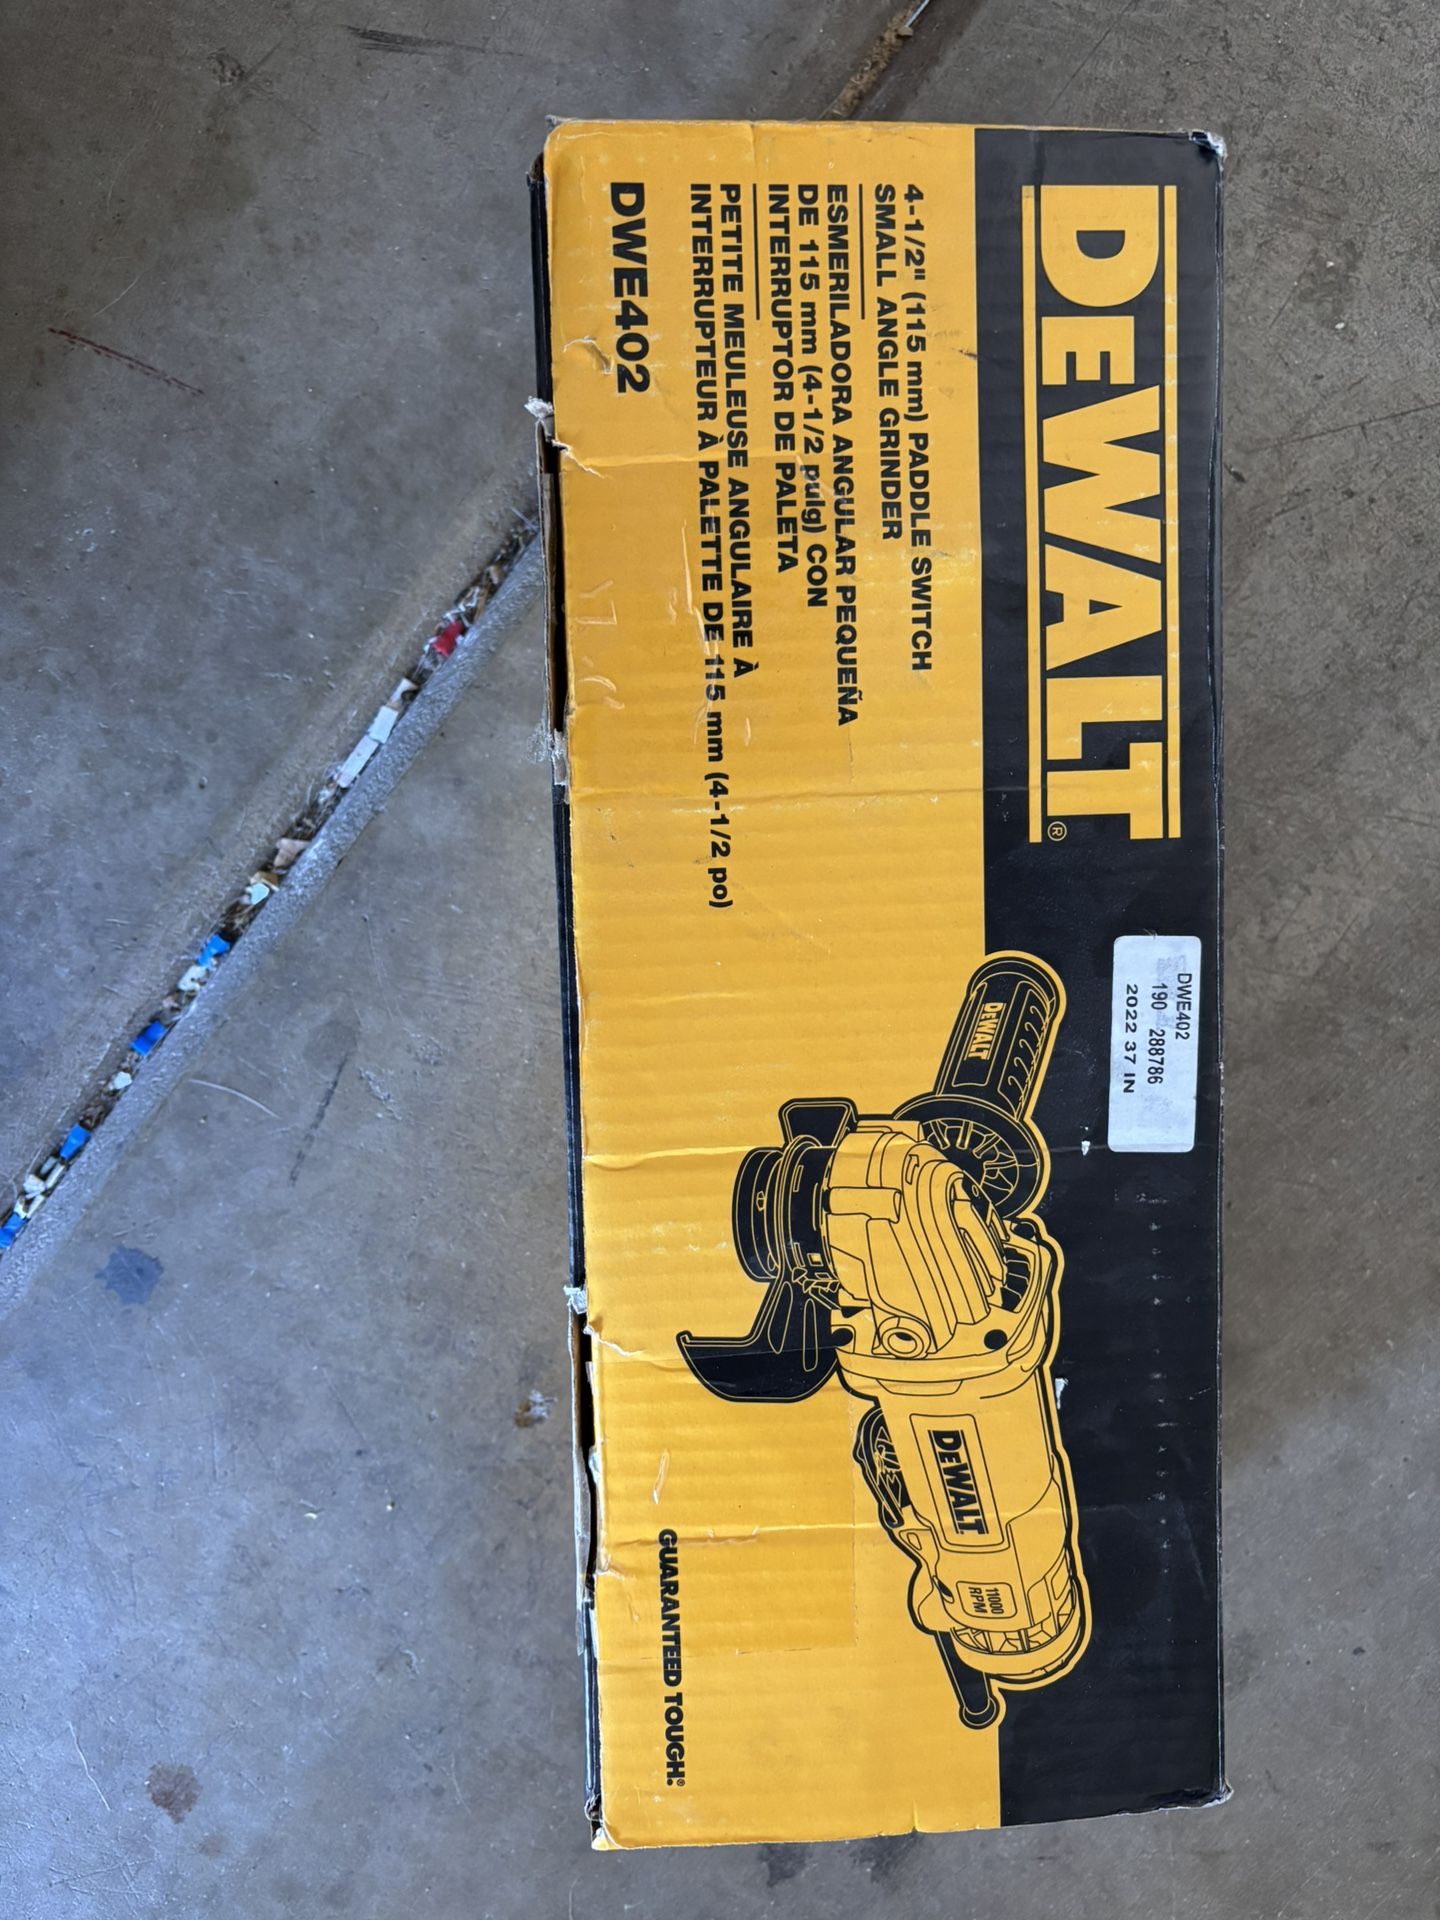 DEWALT®
4-1/2" (115 mm) PADDLE SWITCH
SMALL ANGLE GRINDER
ESMERILADORA ANGULAR PEQUEÑA
DE 115 mm (4-1/2 pulg) CON
INTERRUPTOR DE PALETA
PETITE MEULEUSE ANGULAIRE À
INTERRUPTEUR À PALETTE DE 115 mm (4-1/2 po)
DWE402
DWE402
190 288786
2022 37 IN
DEWALT
DEWALT
11000
RPM
GUARANTEED TOUGH.®